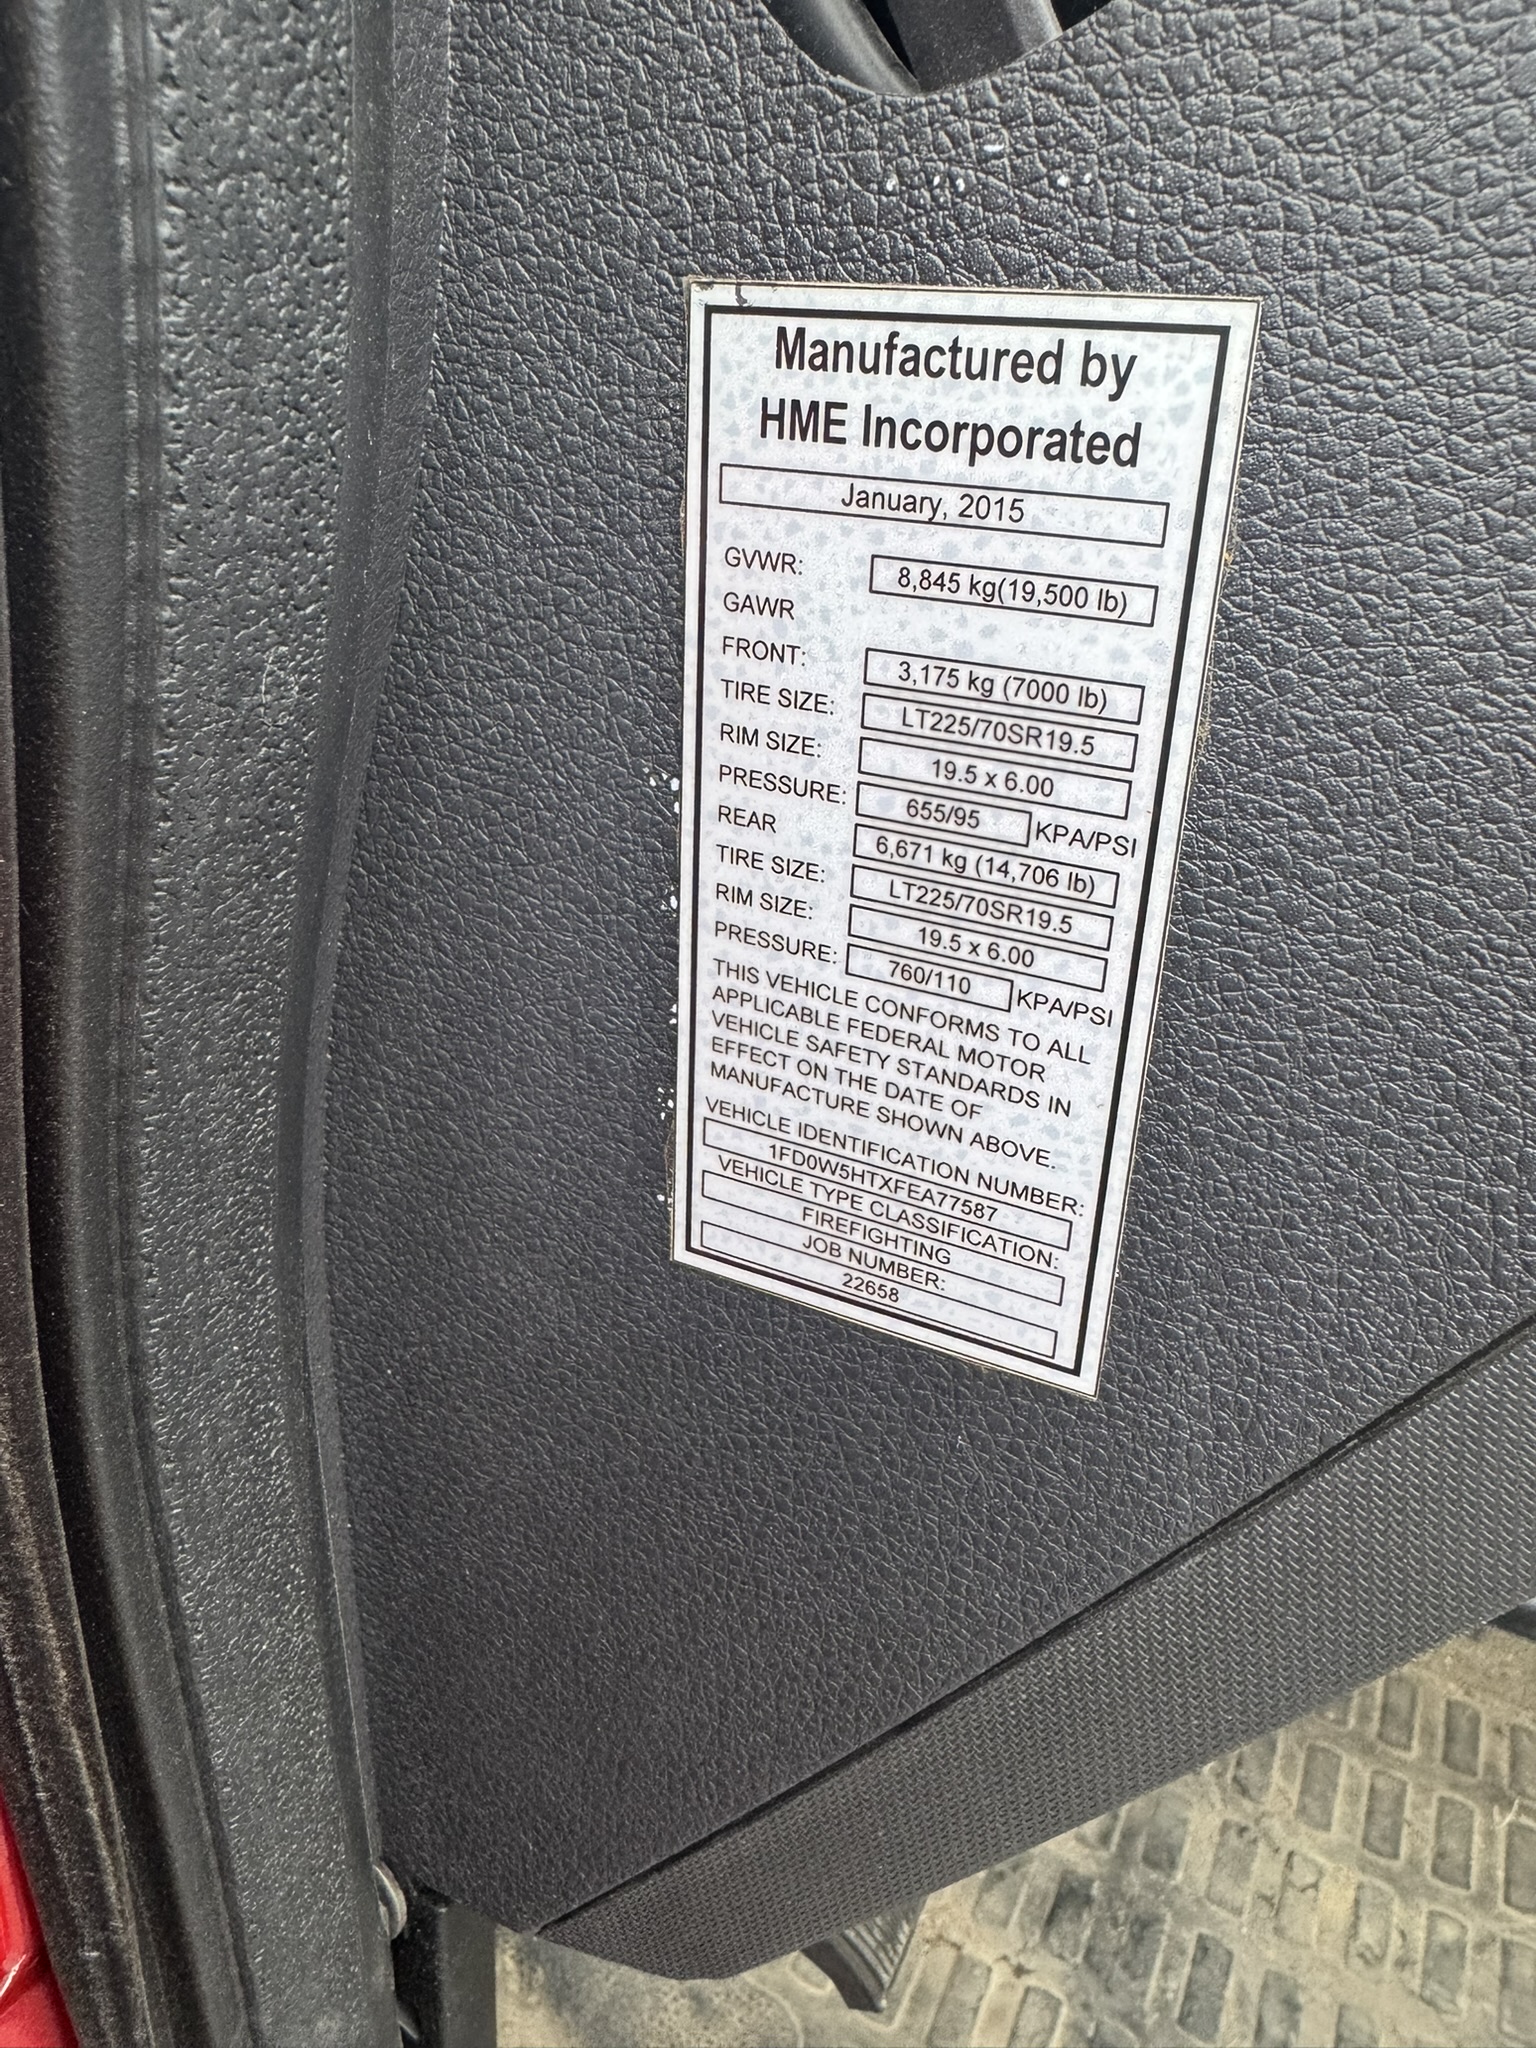 Manufactured by
HME Incorporated
January, 2015
GVWR: 8,845 kg(19,500 lb)
GAWR
FRONT: 3,175 kg (7000 lb)
TIRE SIZE: LT225/70SR19.5
RIM SIZE: 19.5 x 6.00
PRESSURE: 655/95 KPA/PSI
REAR 6,671 kg (14,706 lb)
TIRE SIZE: LT225/70SR19.5
RIM SIZE: 19.5 x 6.00
PRESSURE: 760/110 KPA/PSI
THIS VEHICLE CONFORMS TO ALL
APPLICABLE FEDERAL MOTOR
VEHICLE SAFETY STANDARDS IN
EFFECT ON THE DATE OF
MANUFACTURE SHOWN ABOVE.
VEHICLE IDENTIFICATION NUMBER:
1FD0W5HTXFEA77587
VEHICLE TYPE CLASSIFICATION:
FIREFIGHTING
JOB NUMBER:
22658